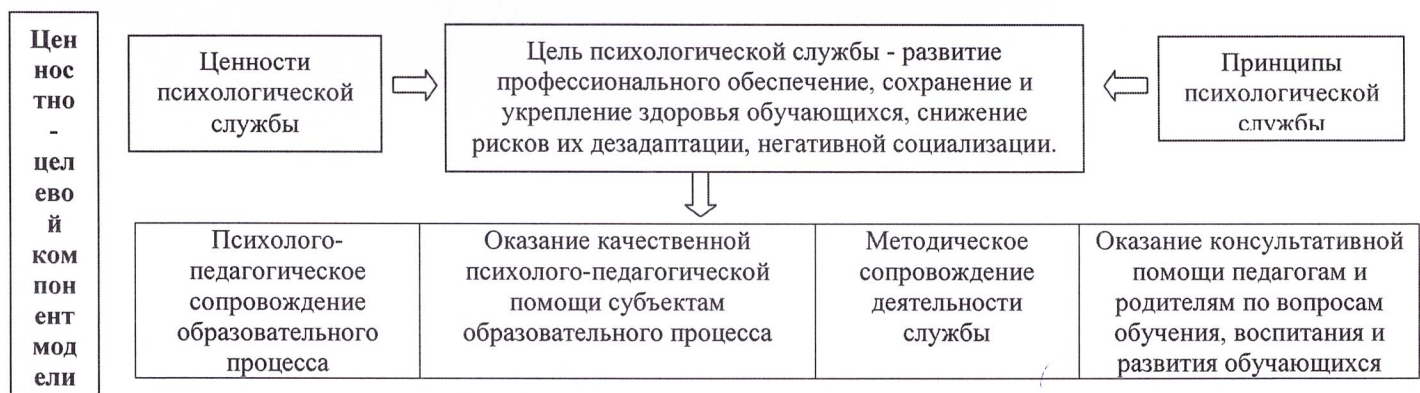 Цен
нос
тно
-
цел
ево
й
ком
пон
ент
мод
ели
Ценности
психологической
службы
Цель психологической службы - развитие
профессионального обеспечение, сохранение и
укрепление здоровья обучающихся, снижение
рисков их дезадаптации, негативной социализации.
Принципы
психологической
службы
Психолого-
педагогическое
сопровождение
образовательного
процесса
Оказание качественной
психолого-педагогической
помощи субъектам
образовательного процесса
Методическое
сопровождение
деятельности
службы
Оказание консультативной
помощи педагогам и
родителям по вопросам
обучения, воспитания и
развития обучающихся